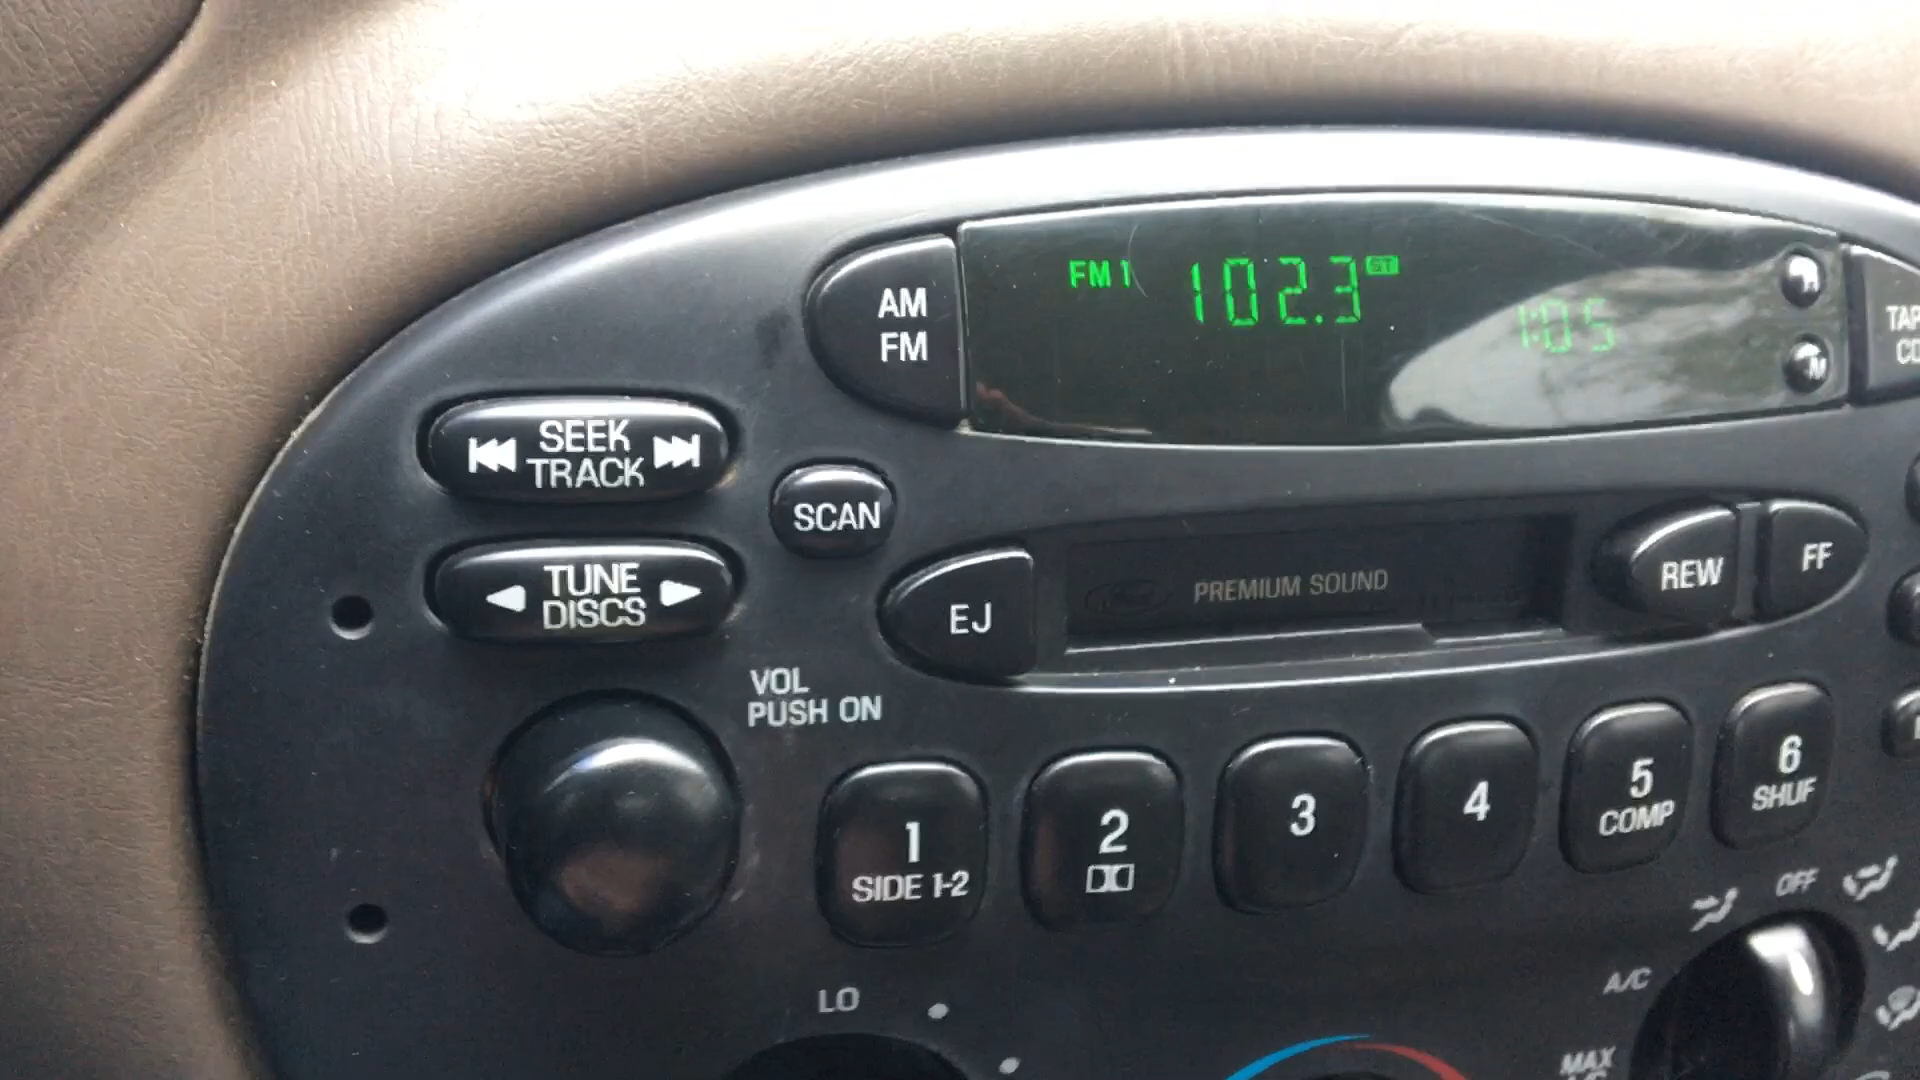 AM
FM
FM 1 102.3 ST
1:05
H
M
SEEK
TRACK
SCAN
TUNE
DISCS
EJ
PREMIUM SOUND
REW
FF
VOL
PUSH ON
1
SIDE 1-2
2
3
4
5
COMP
6
SHUF
OFF
A/C
LO
MAX